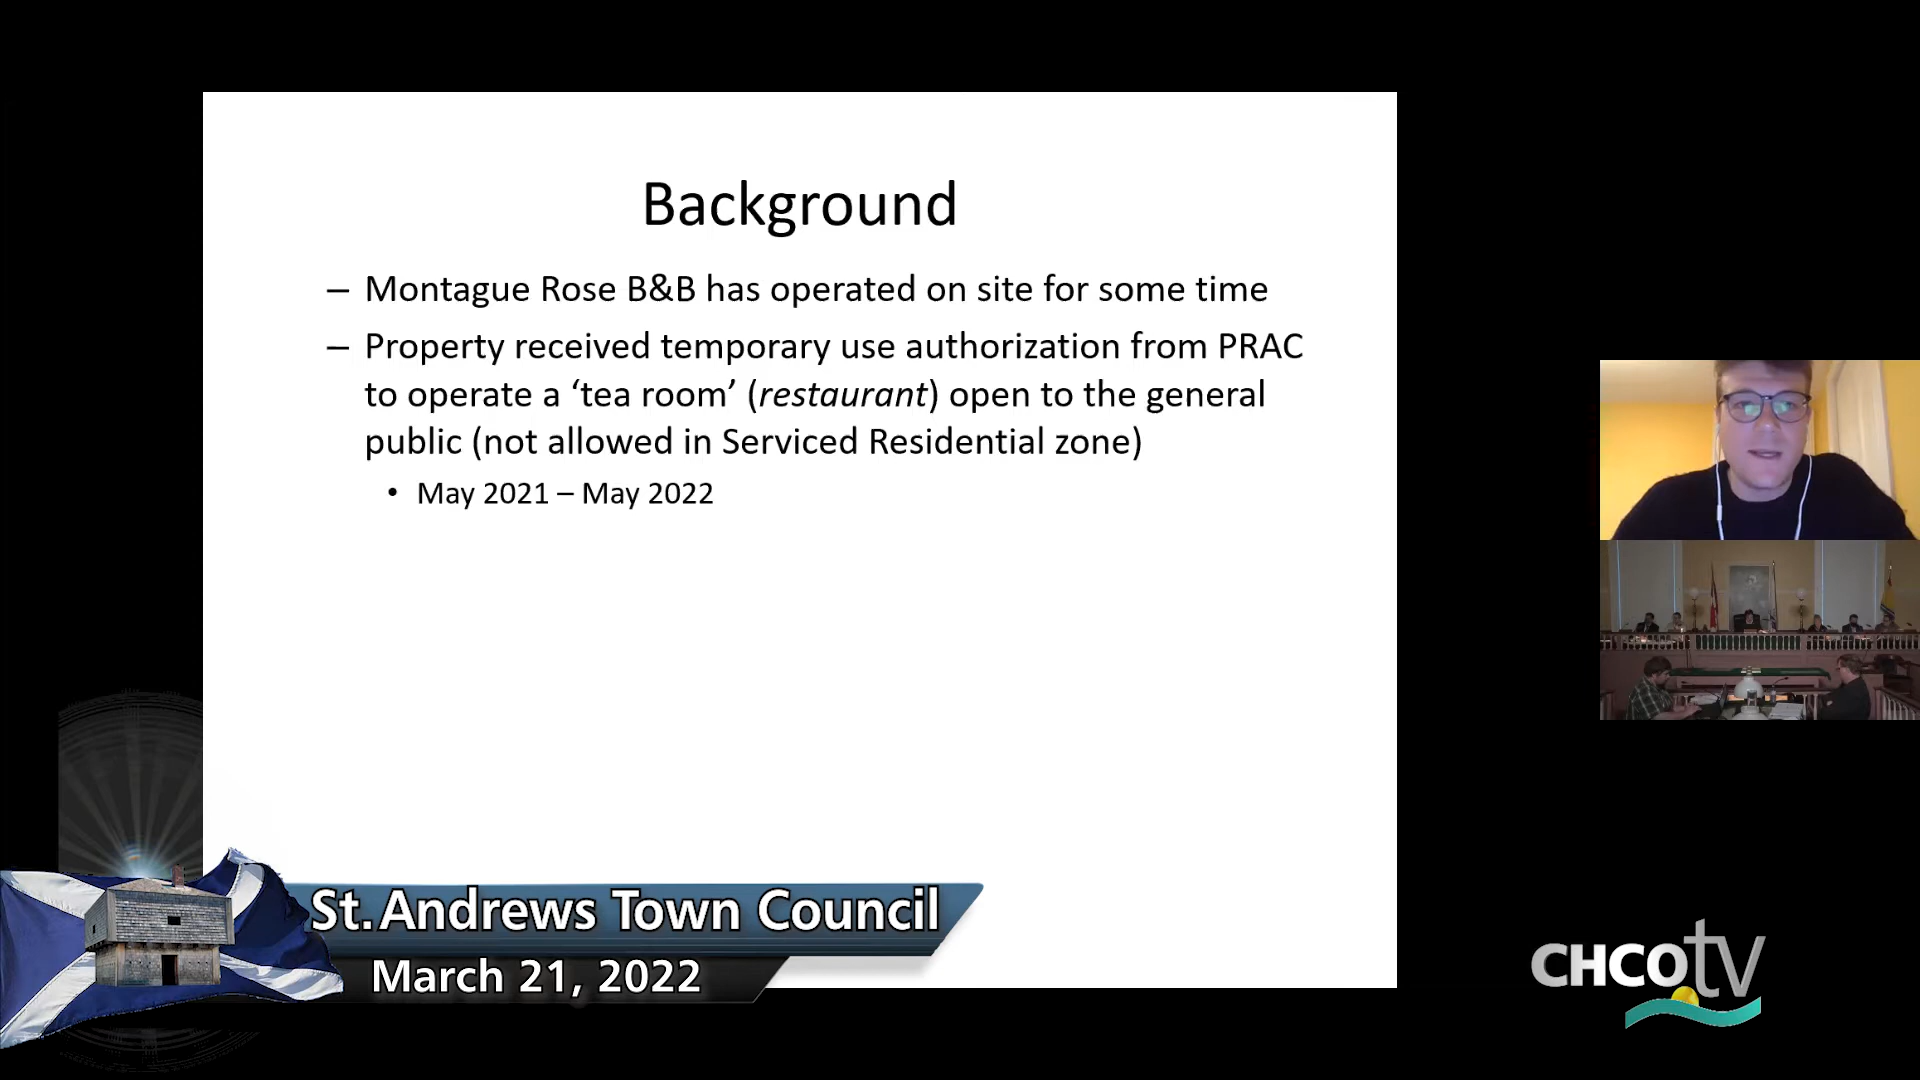 Background
– Montague Rose B&B has operated on site for some time
– Property received temporary use authorization from PRAC
to operate a ‘tea room’ (restaurant) open to the general
public (not allowed in Serviced Residential zone)
• May 2021 – May 2022
St. Andrews Town Council
March 21, 2022
CHCO.tv